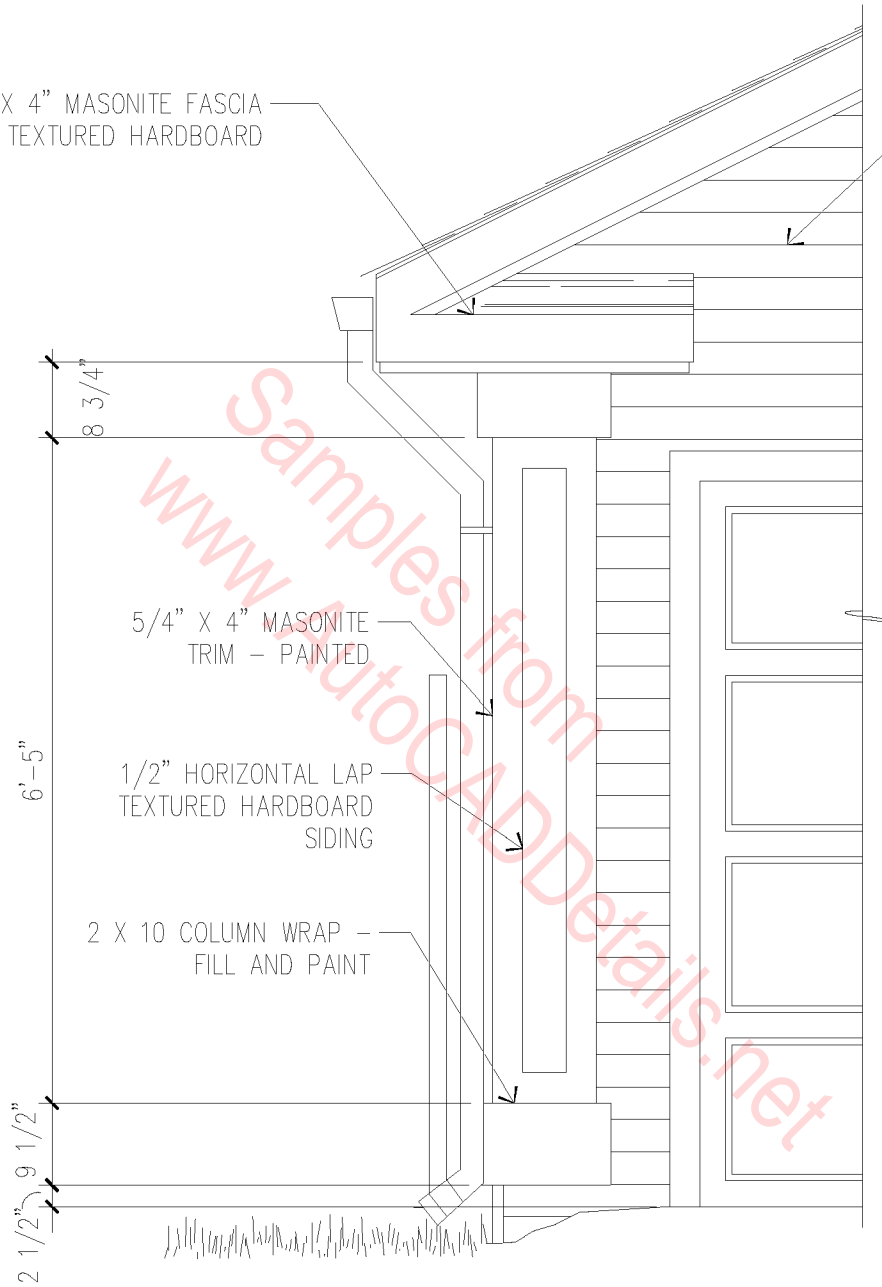 X 4” MASONITE FASCIA
TEXTURED HARDBOARD
8 3/4”
Samples from
www.AutoCADDetails.net
5/4” X 4” MASONITE
TRIM – PAINTED
6’–5”
1/2” HORIZONTAL LAP
TEXTURED HARDBOARD
SIDING
2 X 10 COLUMN WRAP –
FILL AND PAINT
9 1/2”
2 1/2”